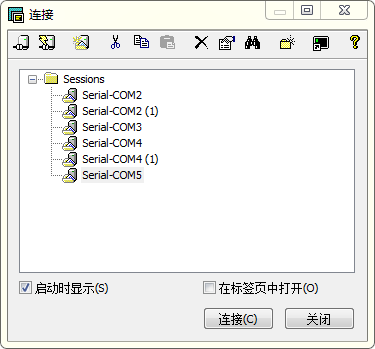 连接
Sessions
Serial-COM2
Serial-COM2 (1)
Serial-COM3
Serial-COM4
Serial-COM4 (1)
Serial-COM5
启动时显示(S) 在标签页中打开(O)
连接(C) 关闭